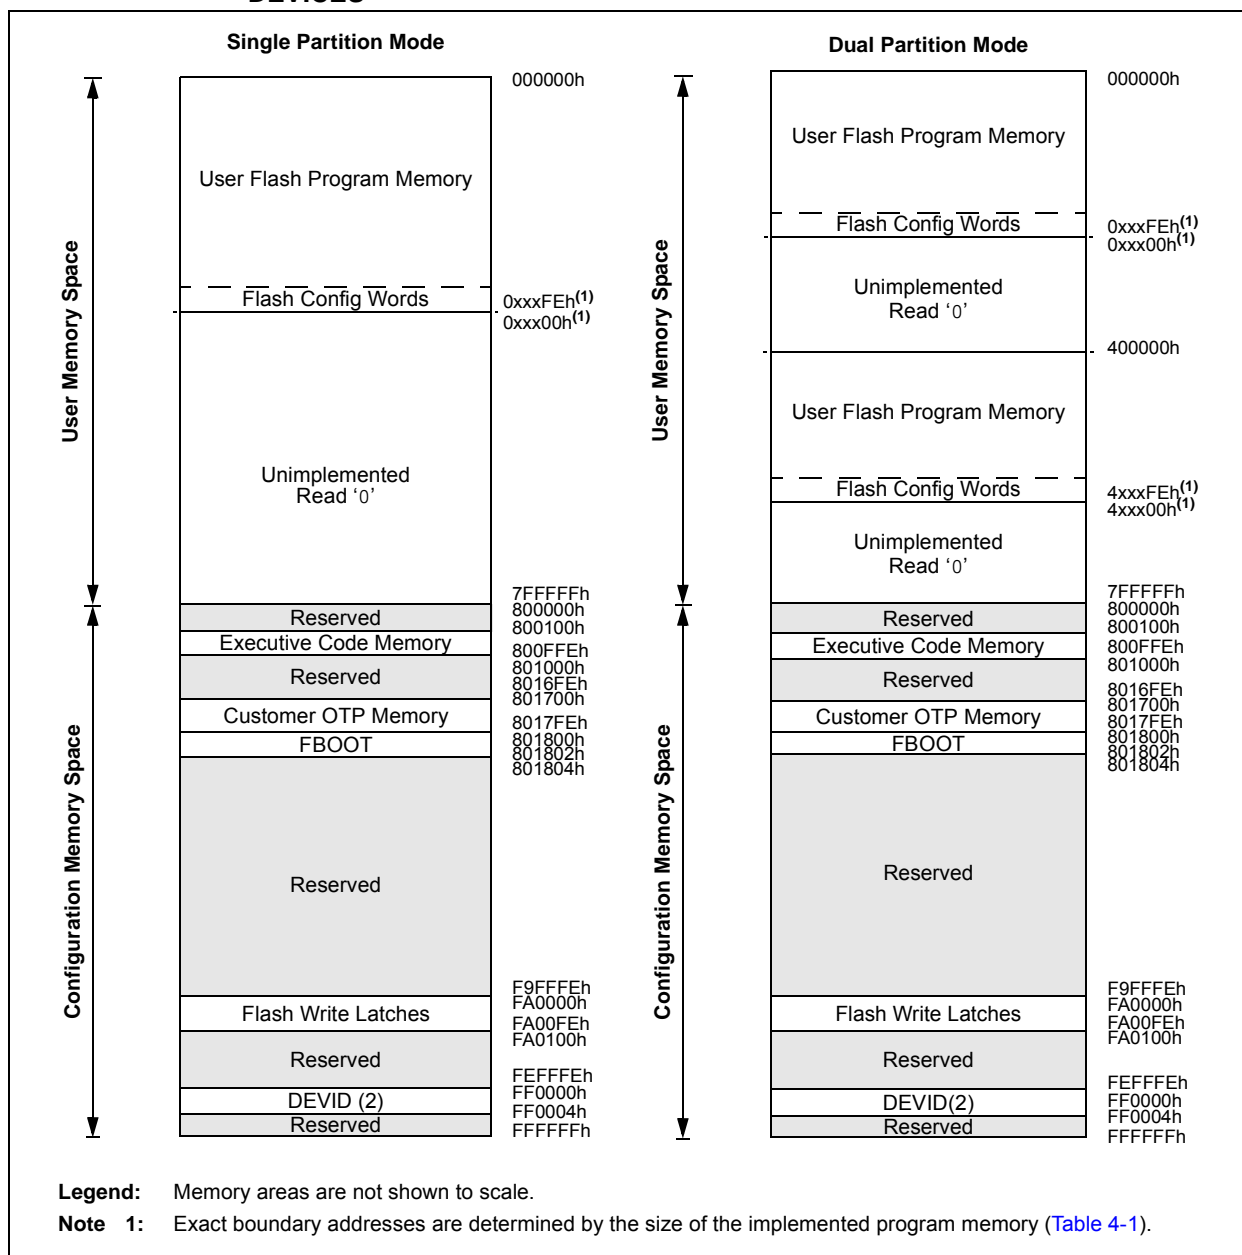 DEVICES
Single Partition Mode
000000h
User Flash Program Memory
Flash Config Words
0xxxFEh(1)
0xxx00h(1)
Unimplemented
Read ‘0’
User Memory Space
7FFFFFh
800000h
Reserved
800100h
Executive Code Memory
800FFEh
801000h
Reserved
8016FEh
801700h
Customer OTP Memory
8017FEh
801800h
FBOOT
801802h
801804h
Reserved
Configuration Memory Space
F9FFFEh
FA0000h
Flash Write Latches
FA00FEh
FA0100h
Reserved
FEFFFEh
FF0000h
DEVID (2)
FF0004h
Reserved
FFFFFFh
Dual Partition Mode
000000h
User Flash Program Memory
Flash Config Words
0xxxFEh(1)
0xxx00h(1)
Unimplemented
Read ‘0’
400000h
User Memory Space
User Flash Program Memory
Flash Config Words
4xxxFEh(1)
4xxx00h(1)
Unimplemented
Read ‘0’
7FFFFFh
800000h
Reserved
800100h
Executive Code Memory
800FFEh
801000h
Reserved
8016FEh
801700h
Customer OTP Memory
8017FEh
801800h
FBOOT
801802h
801804h
Reserved
Configuration Memory Space
F9FFFEh
FA0000h
Flash Write Latches
FA00FEh
FA0100h
Reserved
FEFFFEh
FF0000h
DEVID(2)
FF0004h
Reserved
FFFFFFh
Legend: Memory areas are not shown to scale.
Note 1: Exact boundary addresses are determined by the size of the implemented program memory (Table 4-1).